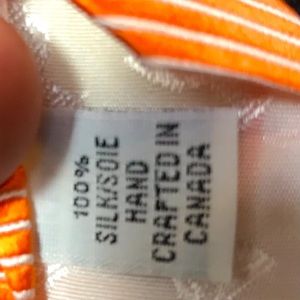 100%
SILK/SOIE
HAND
CRAFTED IN
CANADA